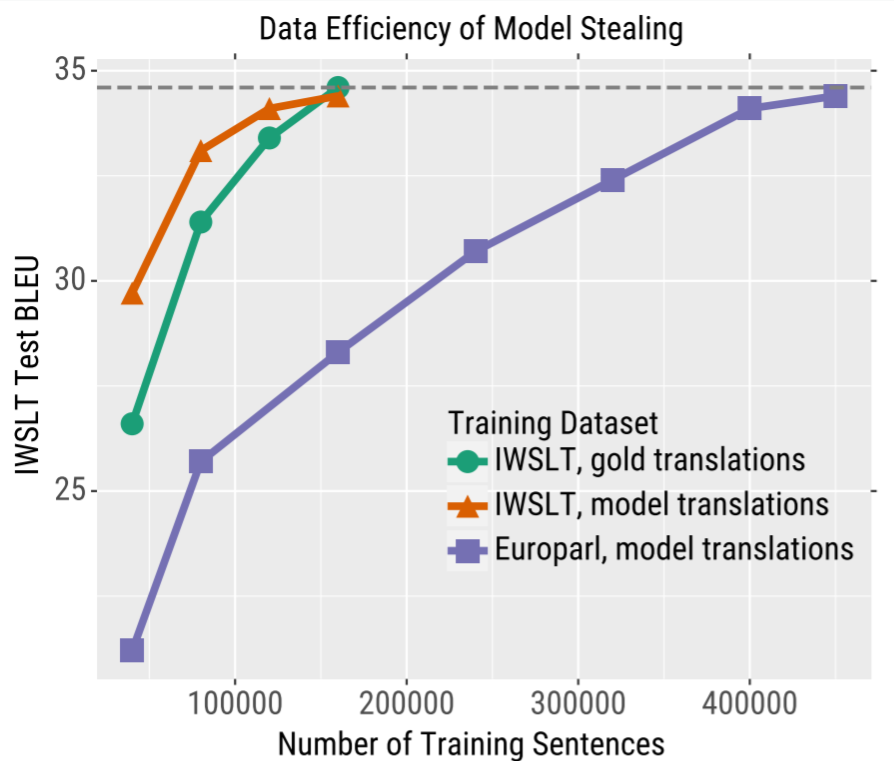 Data Efficiency of Model Stealing
35
30
25
IWSLT Test BLEU
Training Dataset
IWSLT, gold translations
IWSLT, model translations
Europarl, model translations
100000 200000 300000 400000
Number of Training Sentences